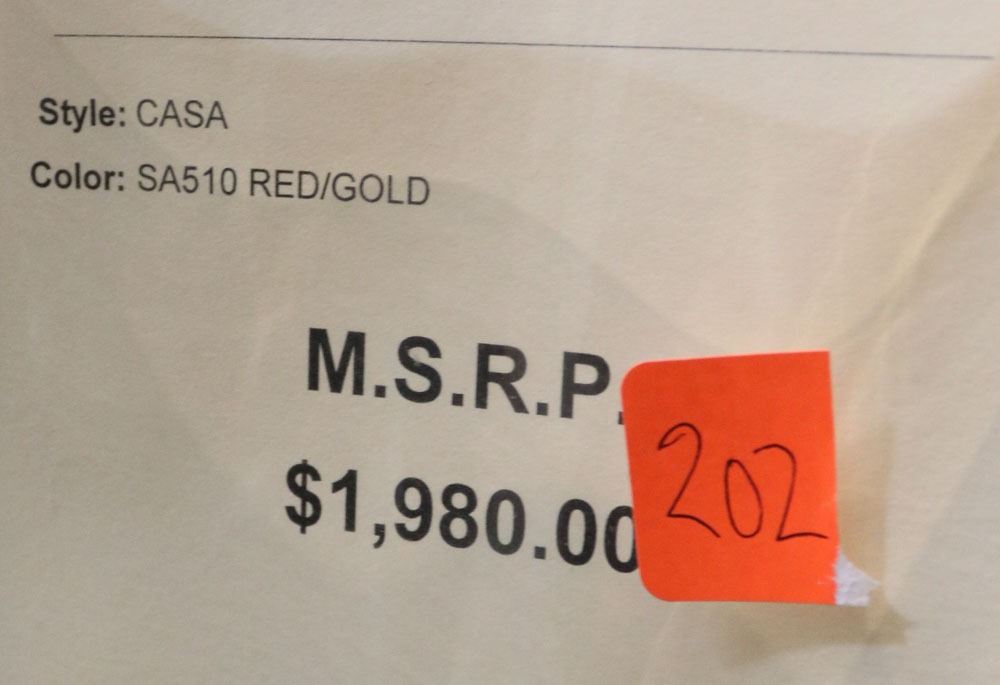 Style: CASA
Color: SA510 RED/GOLD
M.S.R.P.
$1,980.00
202